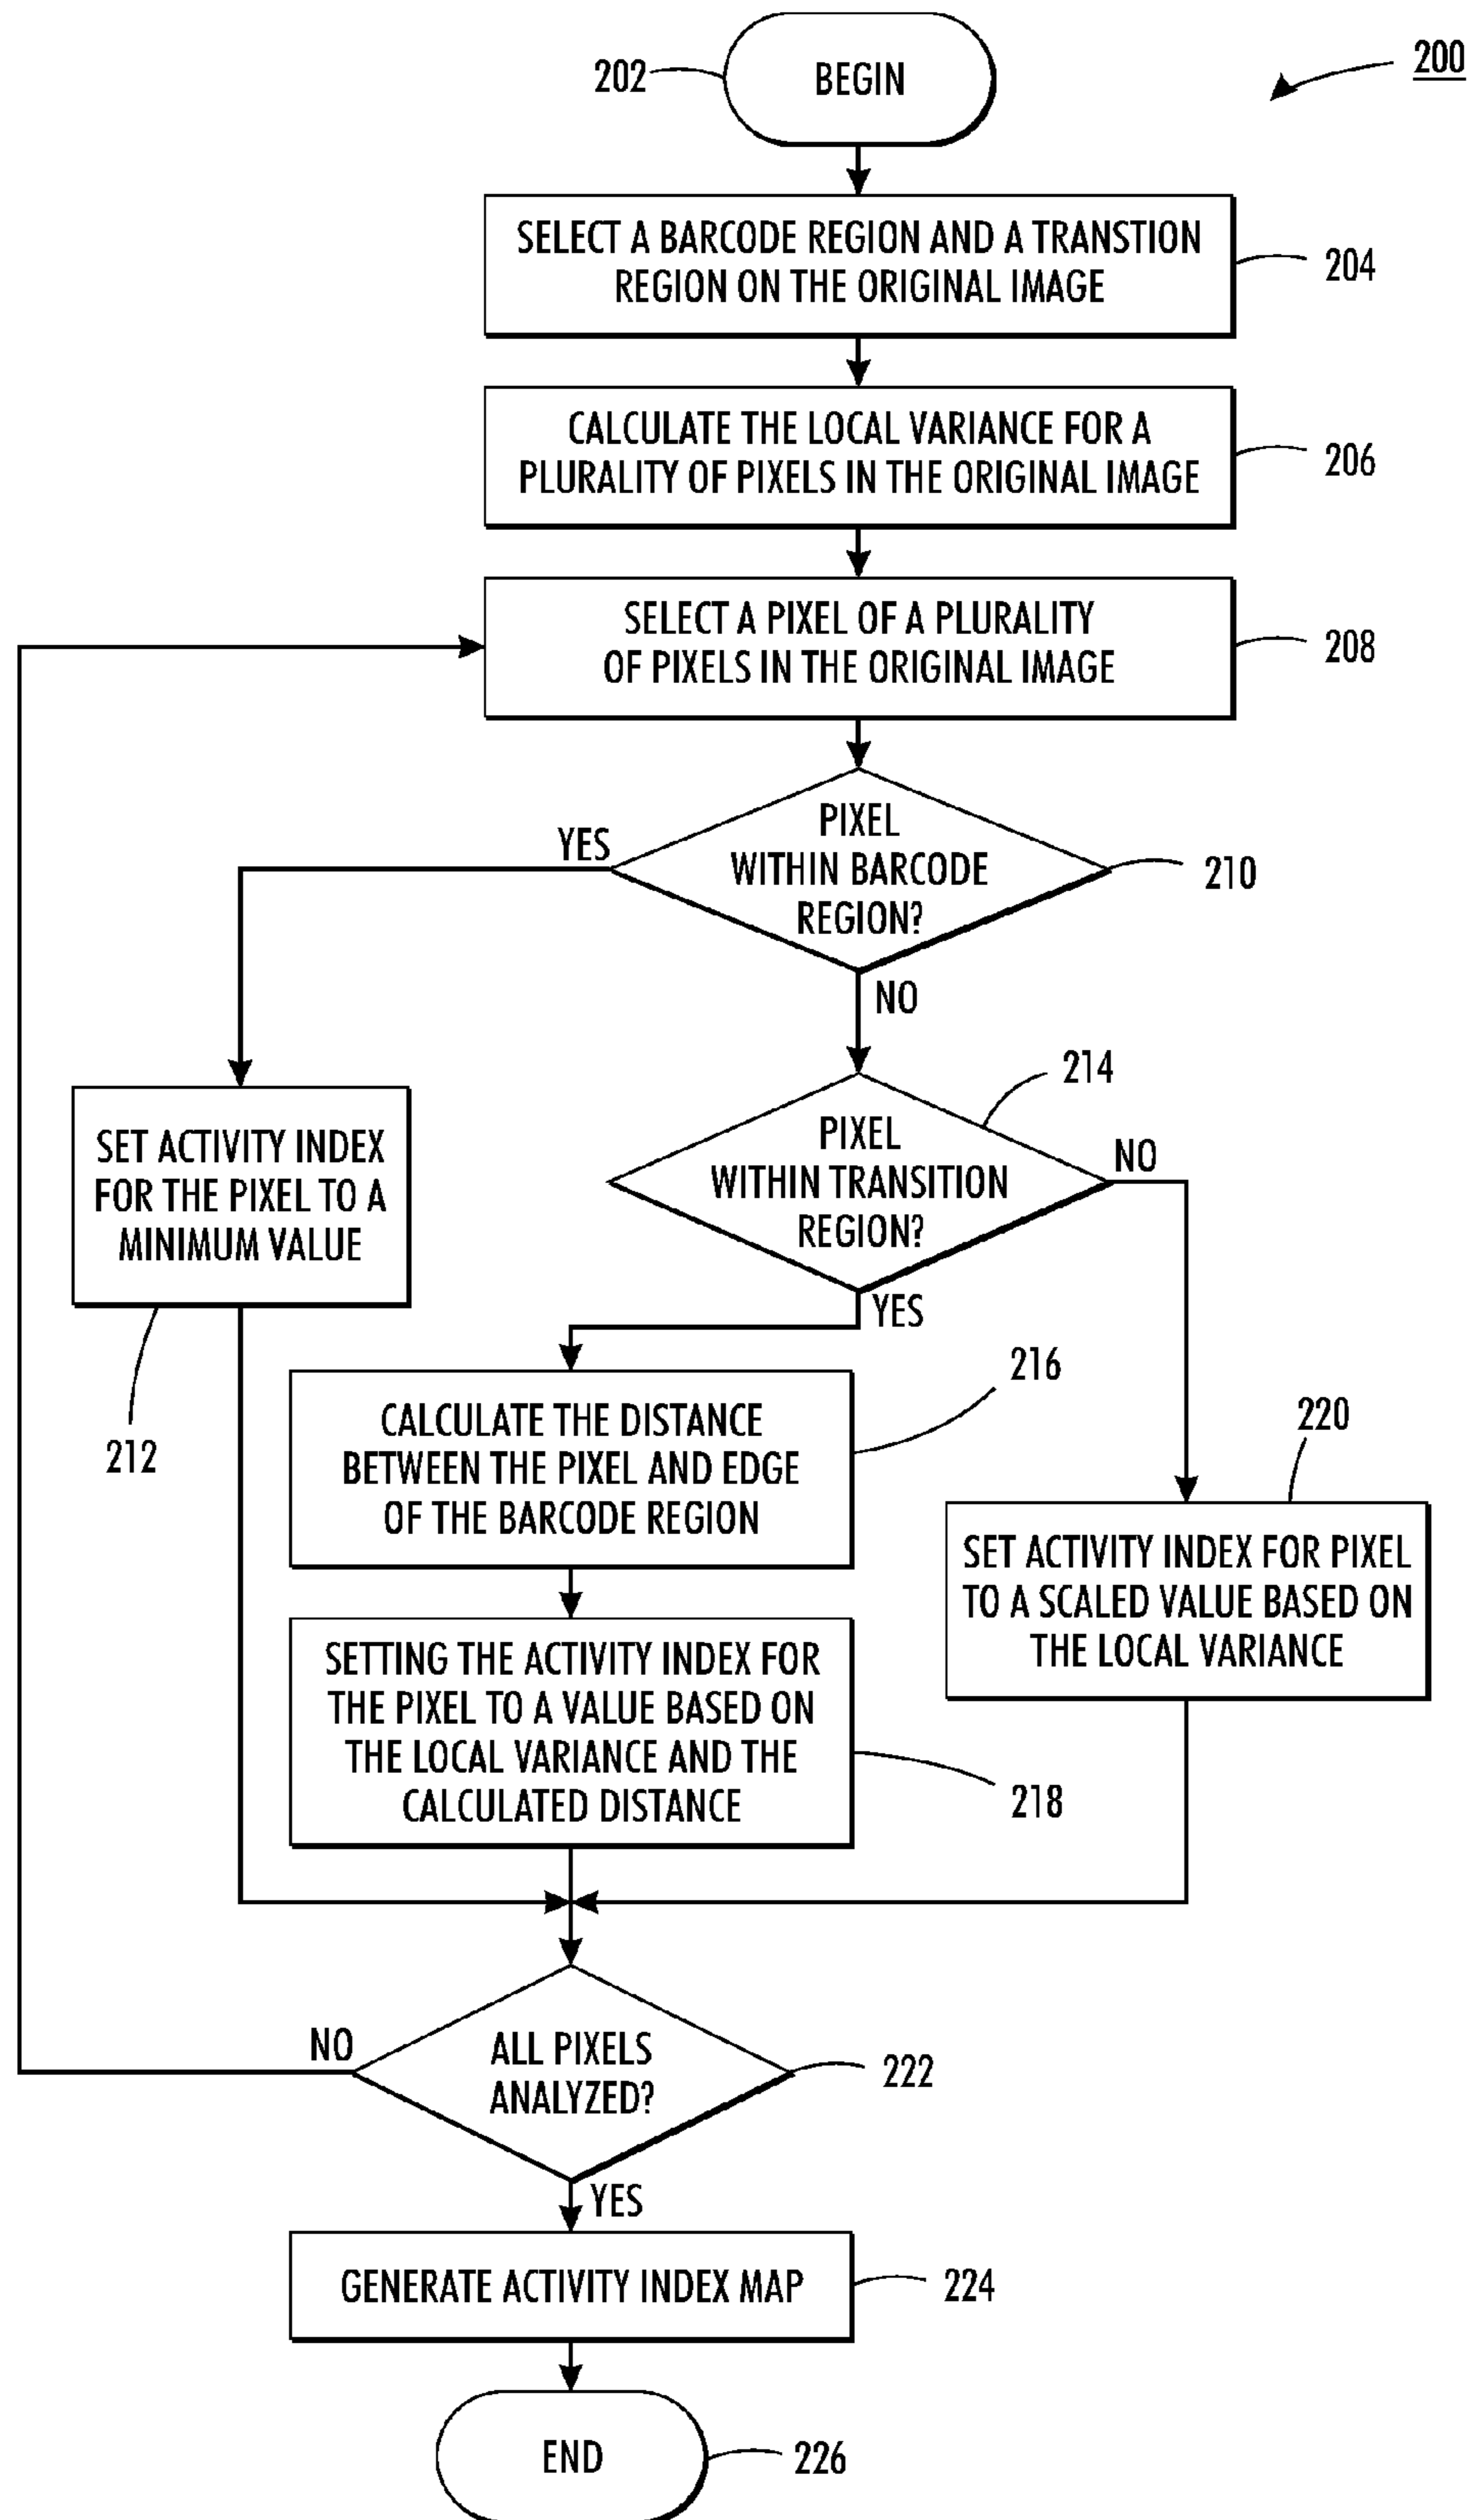 200
202
BEGIN
SELECT A BARCODE REGION AND A TRANSTION
REGION ON THE ORIGINAL IMAGE
204
CALCULATE THE LOCAL VARIANCE FOR A
PLURALITY OF PIXELS IN THE ORIGINAL IMAGE
206
SELECT A PIXEL OF A PLURALITY
OF PIXELS IN THE ORIGINAL IMAGE
208
PIXEL
WITHIN BARCODE
REGION?
210
YES
NO
SET ACTIVITY INDEX
FOR THE PIXEL TO A
MINIMUM VALUE
212
PIXEL
WITHIN TRANSITION
REGION?
214
NO
YES
CALCULATE THE DISTANCE
BETWEEN THE PIXEL AND EDGE
OF THE BARCODE REGION
216
SETTING THE ACTIVITY INDEX FOR
THE PIXEL TO A VALUE BASED ON
THE LOCAL VARIANCE AND THE
CALCULATED DISTANCE
218
220
SET ACTIVITY INDEX FOR PIXEL
TO A SCALED VALUE BASED ON
THE LOCAL VARIANCE
NO
ALL PIXELS
ANALYZED?
222
YES
GENERATE ACTIVITY INDEX MAP
224
END
226